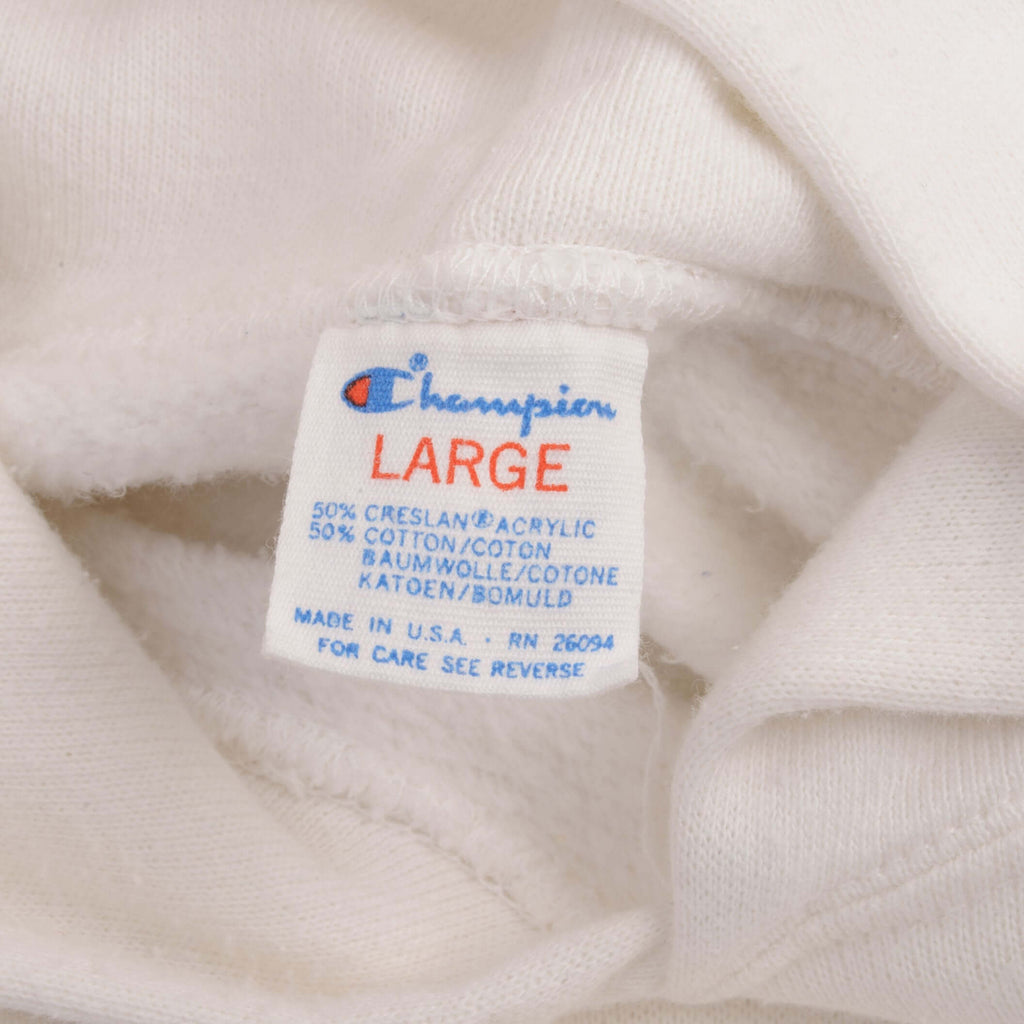 Champion®
LARGE
50% CRESLAN® ACRYLIC
50% COTTON/COTON
BAUMWOLLE/COTONE
KATOEN/BOMULD
MADE IN U.S.A. · RN 26094
FOR CARE SEE REVERSE